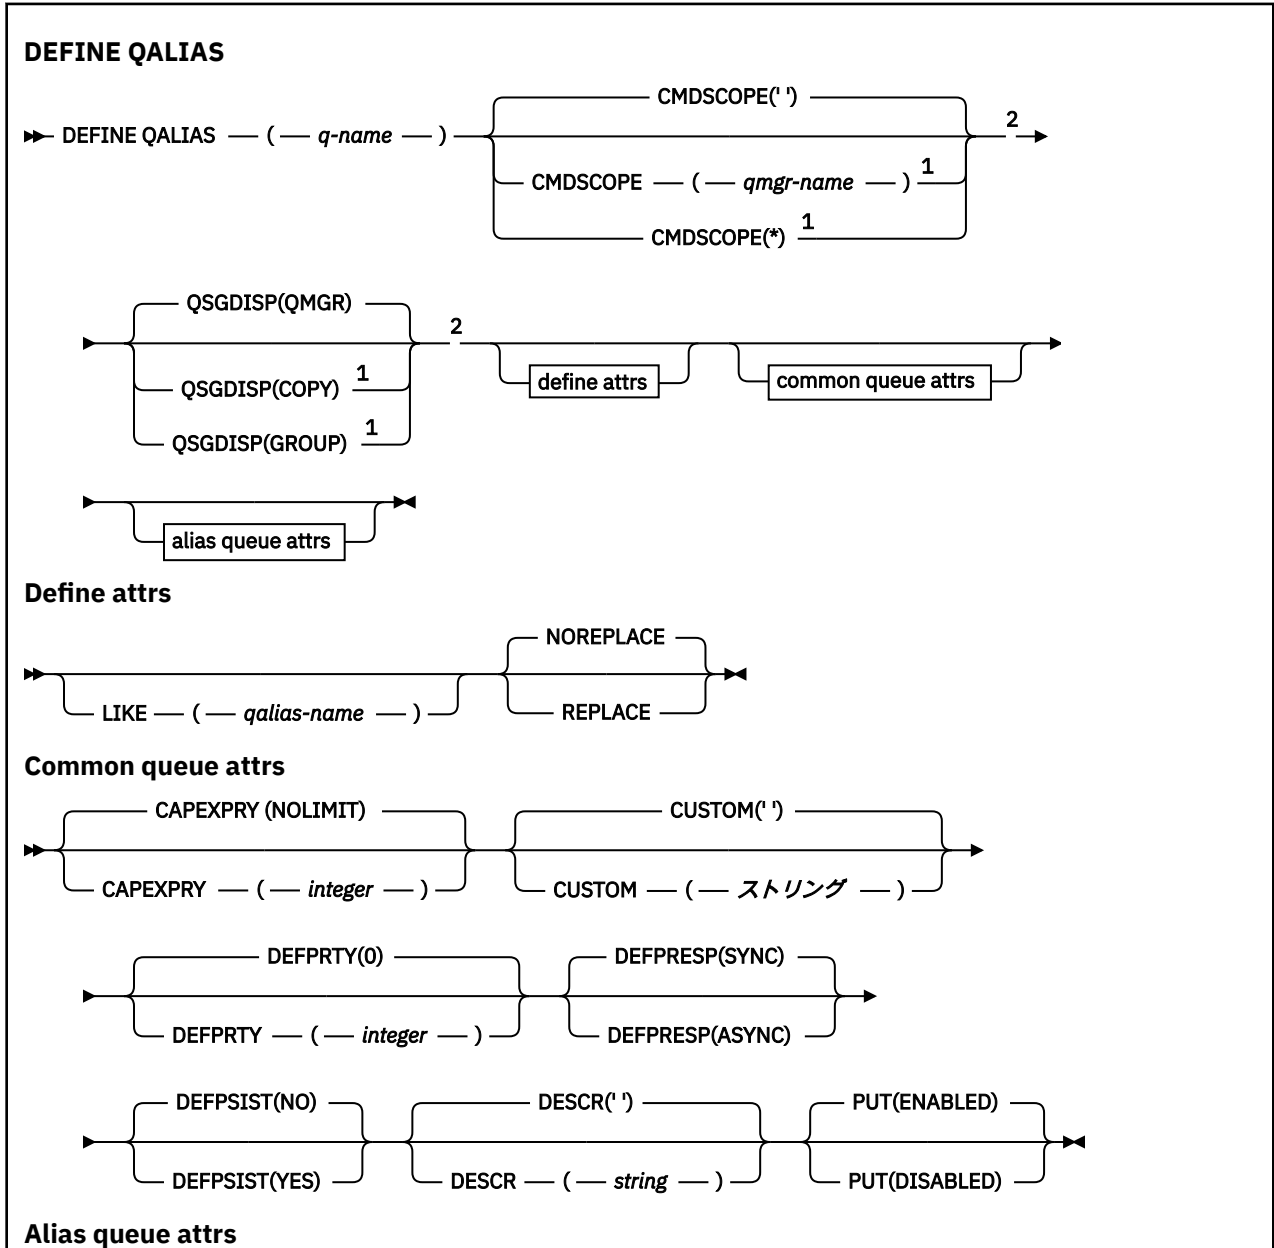 DEFINE QALIAS
CMDSCOPE(' ')
DEFINE QALIAS ( q-name ) 2
CMDSCOPE ( qmgr-name ) 1
CMDSCOPE(*) 1
QSGDISP(QMGR)
2
QSGDISP(COPY) 1 define attrs common queue attrs
QSGDISP(GROUP) 1
alias queue attrs
Define attrs
NOREPLACE
LIKE ( qalias-name ) REPLACE
Common queue attrs
CAPEXPRY (NOLIMIT) CUSTOM(' ')
CAPEXPRY ( integer ) CUSTOM ( ストリング )
DEFPRTY(0) DEFPRESP(SYNC)
DEFPRTY ( integer ) DEFPRESP(ASYNC)
DEFPSIST(NO) DESCR(' ') PUT(ENABLED)
DEFPSIST(YES) DESCR ( string ) PUT(DISABLED)
Alias queue attrs